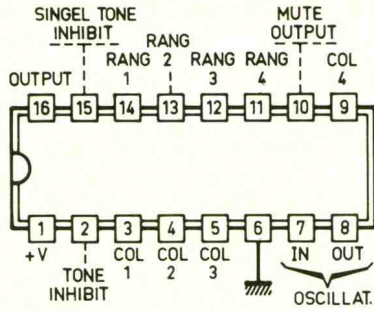 SINGEL TONE
INHIBIT
MUTE
OUTPUT
RANG
2
OUTPUT
RANG
1
RANG
3
RANG
4
COL
4
16 15 14 13 12 11 10 9
1 2 3 4 5 6 7 8
+V
TONE
INHIBIT
COL
1
COL
2
COL
3
IN OUT
OSCILLAT.